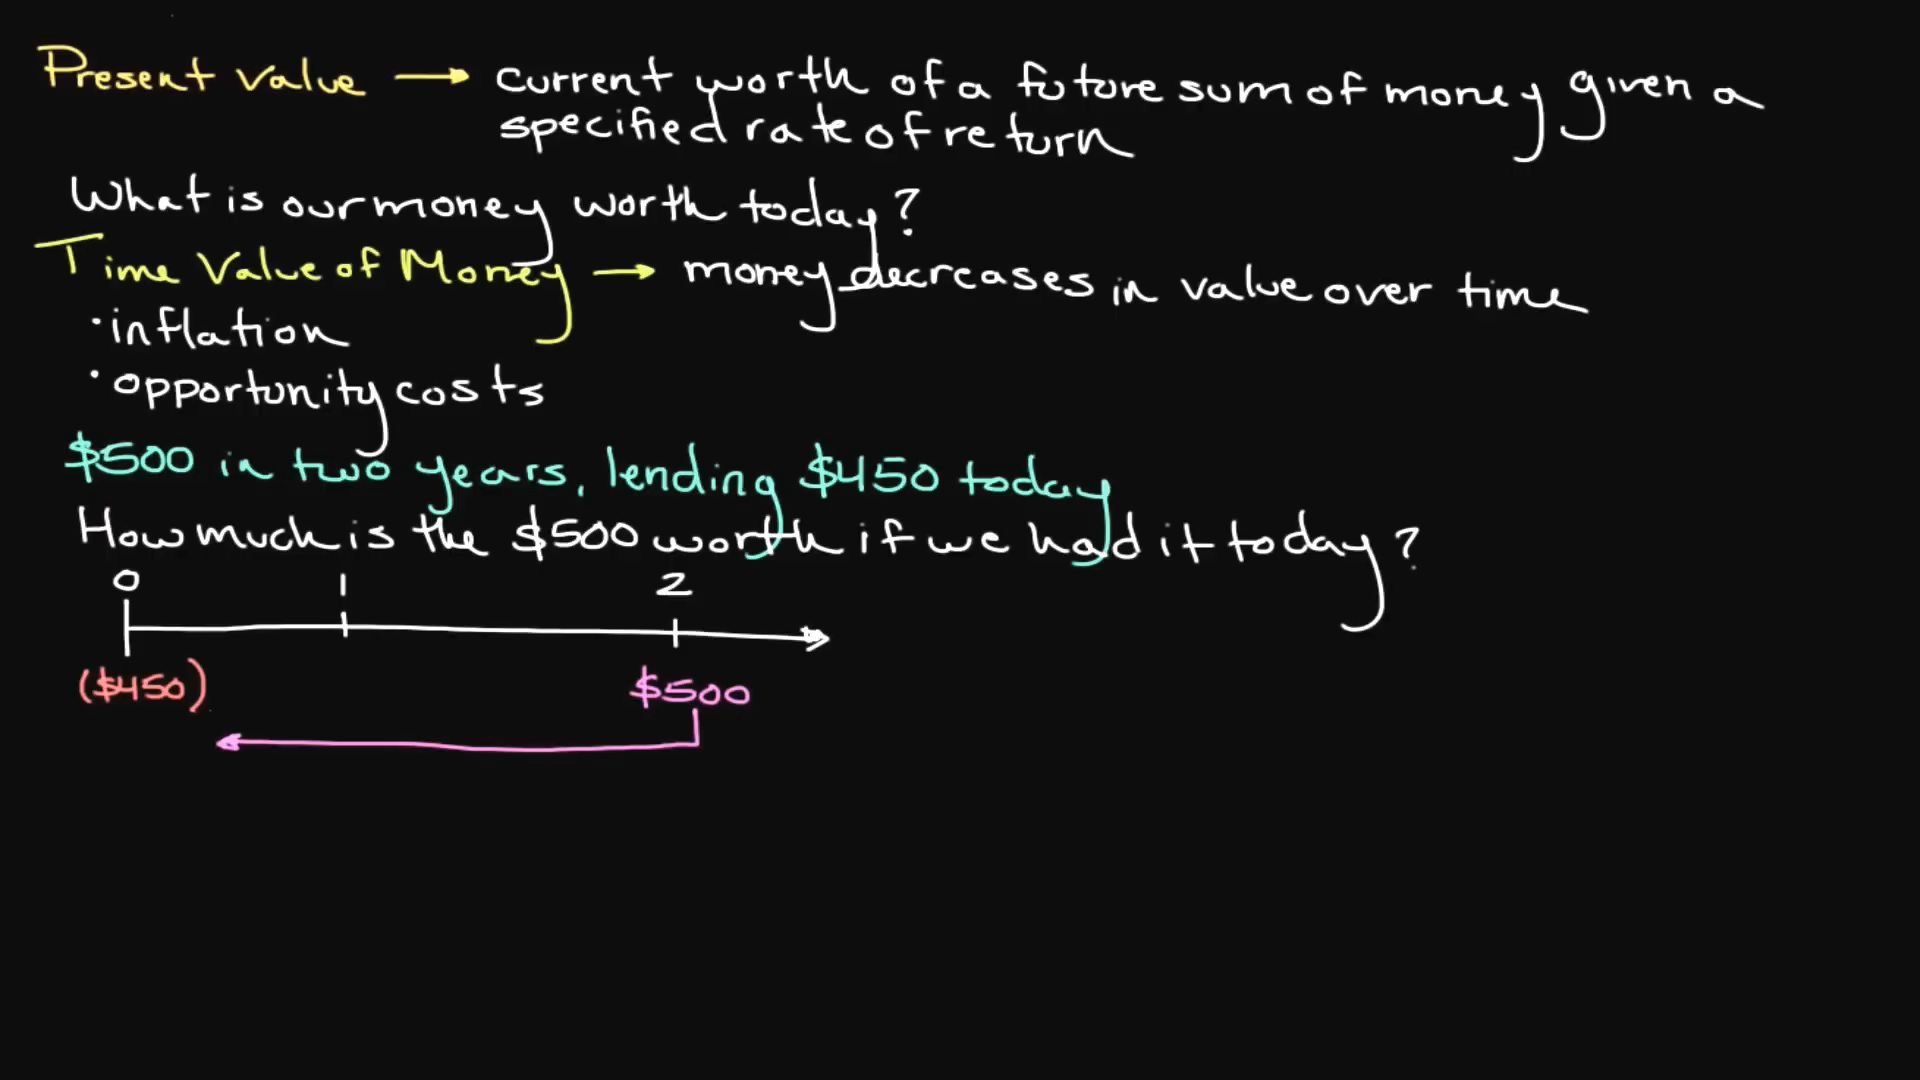 Present Value → current worth of a future sum of money given a
specified rate of return
What is our money worth today?
Time Value of Money → money decreases in value over time
• inflation
• opportunity costs
$500 in two years, lending $450 today
How much is the $500 worth if we had it today?
0 1 2
($450) $500